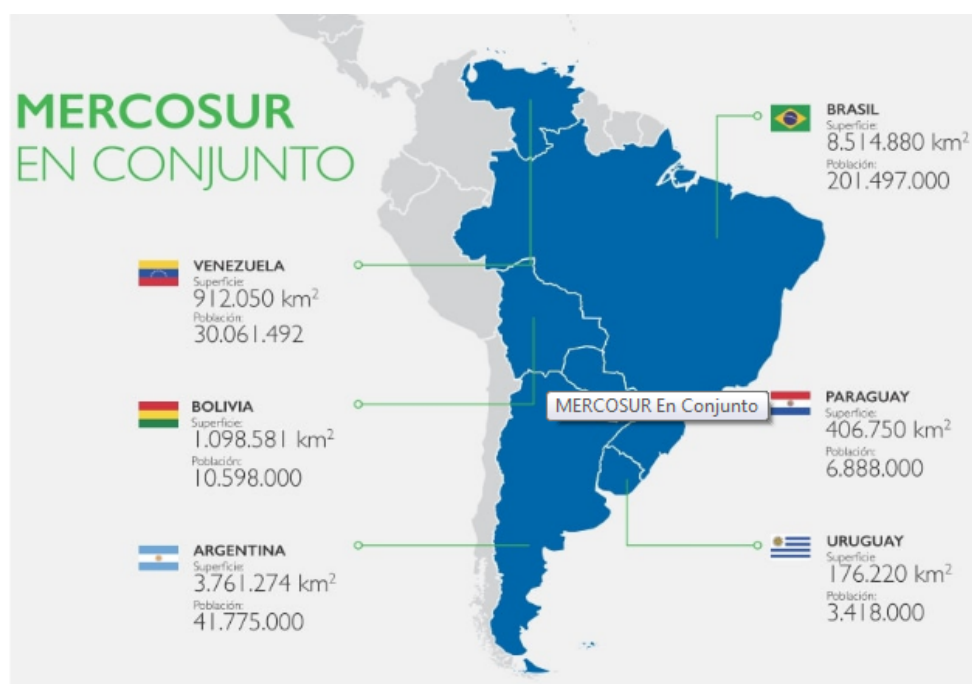 MERCOSUR
EN CONJUNTO
VENEZUELA
Superficie:
912.050 km²
Población:
30.061.492
BOLIVIA
Superficie:
1.098.581 km²
Población:
10.598.000
ARGENTINA
Superficie:
3.761.274 km²
Población:
41.775.000
BRASIL
Superficie:
8.514.880 km²
Población:
201.497.000
MERCOSUR En Conjunto
PARAGUAY
Superficie:
406.750 km²
Población:
6.888.000
URUGUAY
Superficie
176.220 km²
Población:
3.418.000